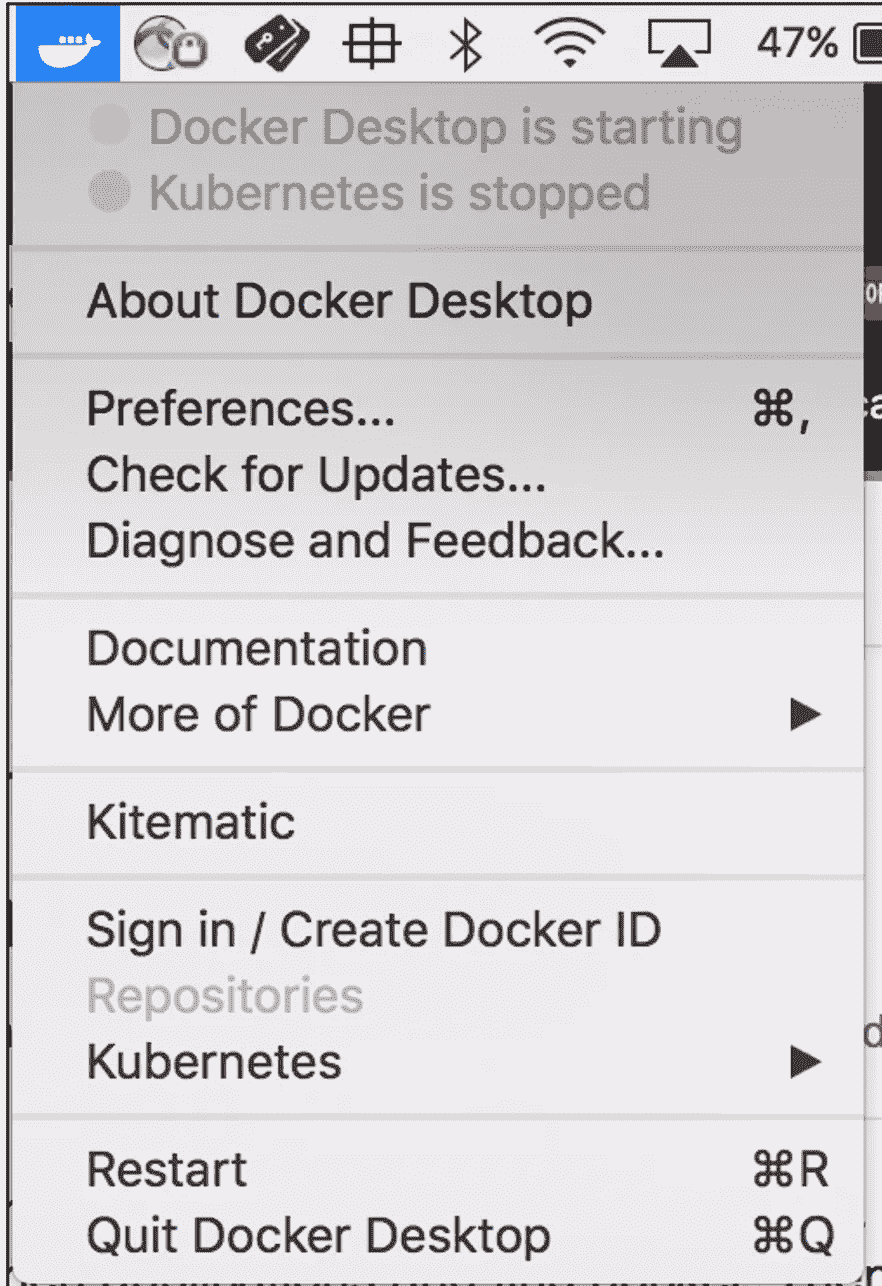 47%
Docker Desktop is starting
Kubernetes is stopped
About Docker Desktop
Preferences... ⌘,
Check for Updates...
Diagnose and Feedback...
Documentation
More of Docker ▶
Kitematic
Sign in / Create Docker ID
Repositories
Kubernetes ▶
Restart ⌘R
Quit Docker Desktop ⌘Q